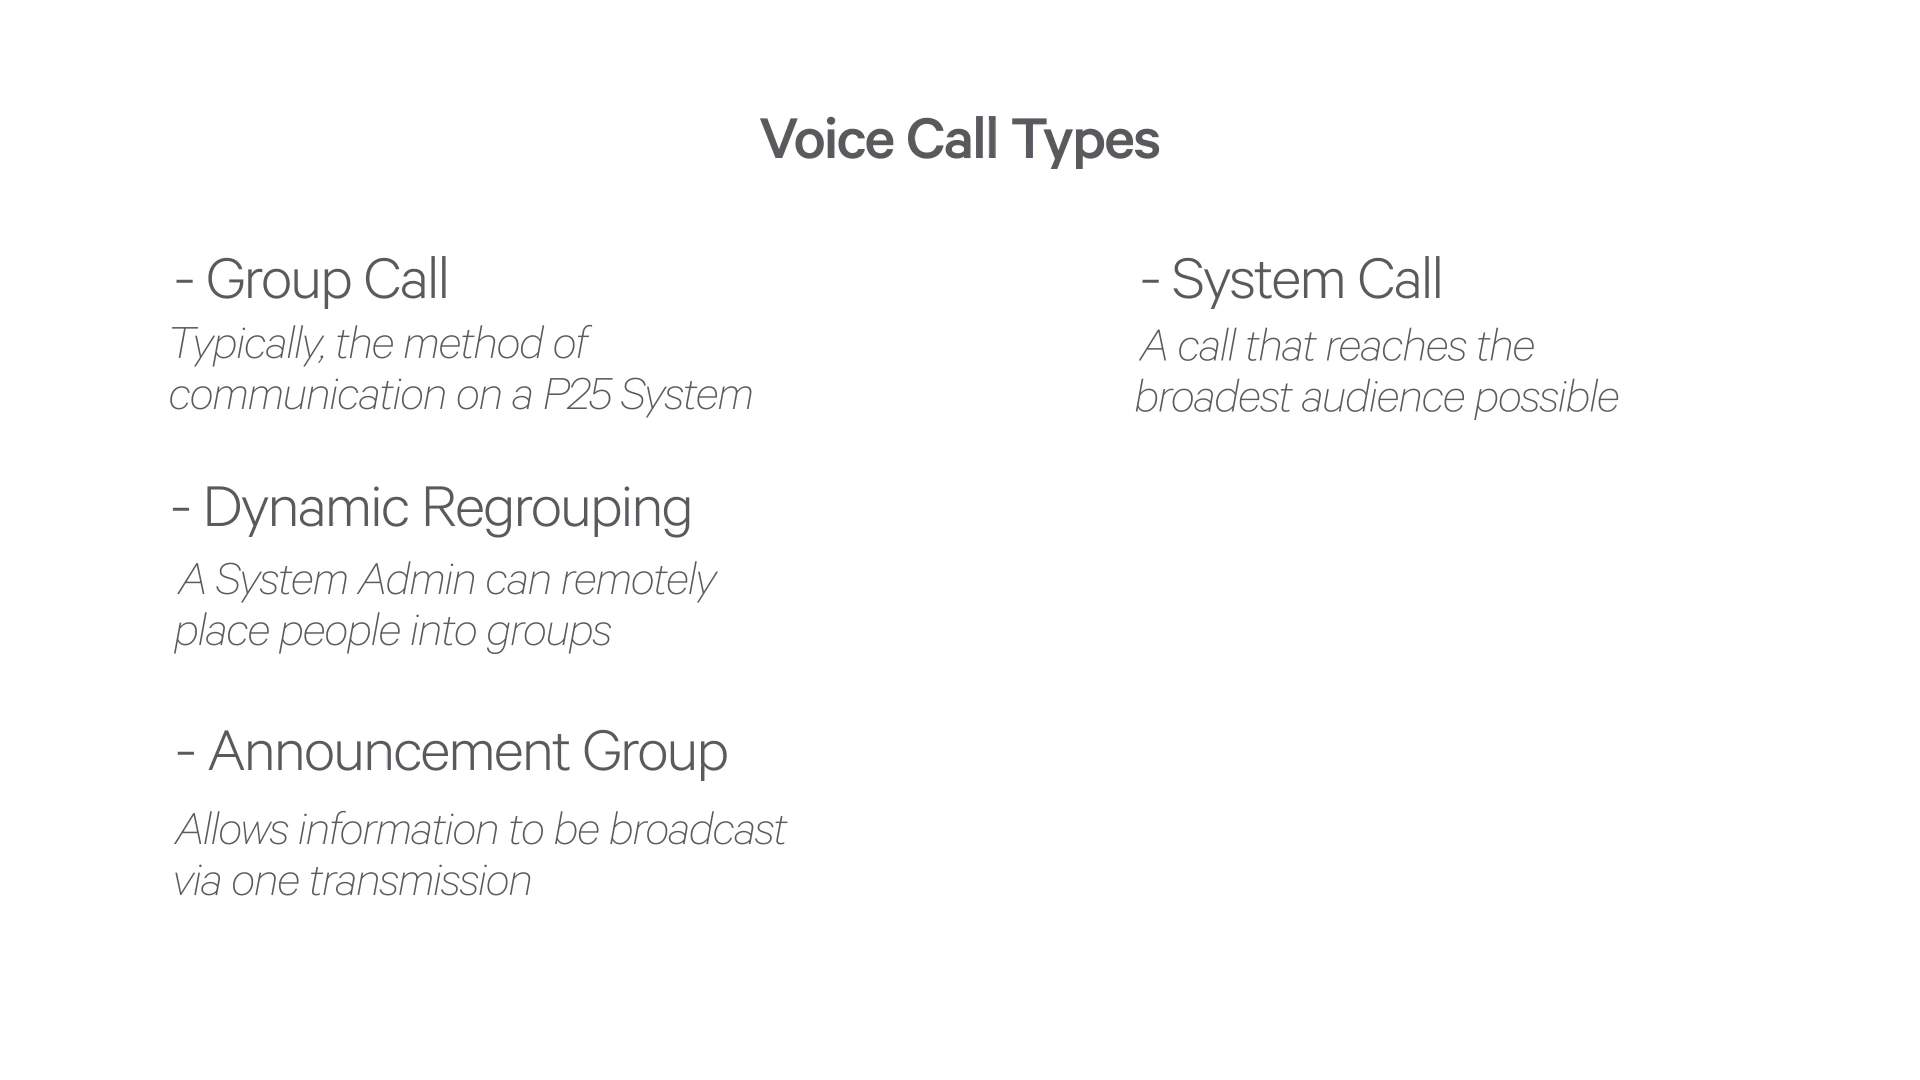 Voice Call Types
- Group Call
Typically, the method of
communication on a P25 System
- Dynamic Regrouping
A System Admin can remotely
place people into groups
- Announcement Group
Allows information to be broadcast
via one transmission
- System Call
A call that reaches the
broadest audience possible